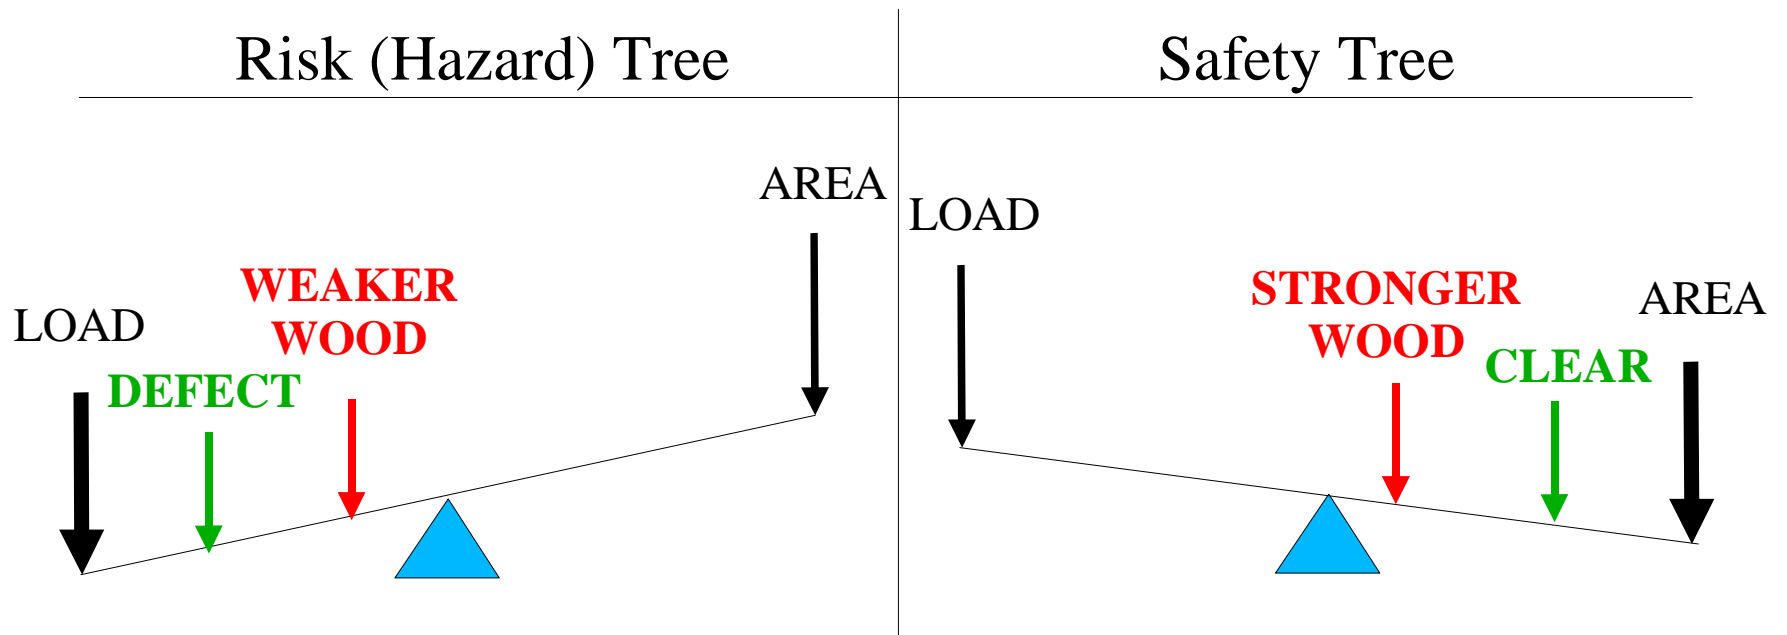 Risk (Hazard) Tree
Safety Tree
AREA
LOAD
WEAKER
WOOD
LOAD
DEFECT
STRONGER
WOOD
AREA
CLEAR